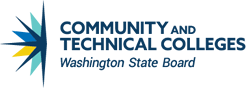 COMMUNITY AND
TECHNICAL COLLEGES
Washington State Board